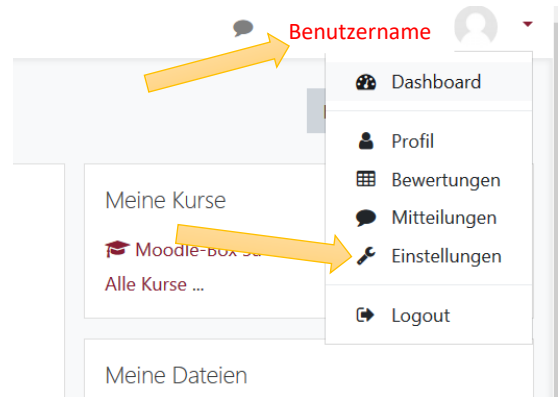 Benutzername
Dashboard
Profil
Bewertungen
Mitteilungen
Einstellungen
Logout
Meine Kurse
Alle Kurse ...
Meine Dateien